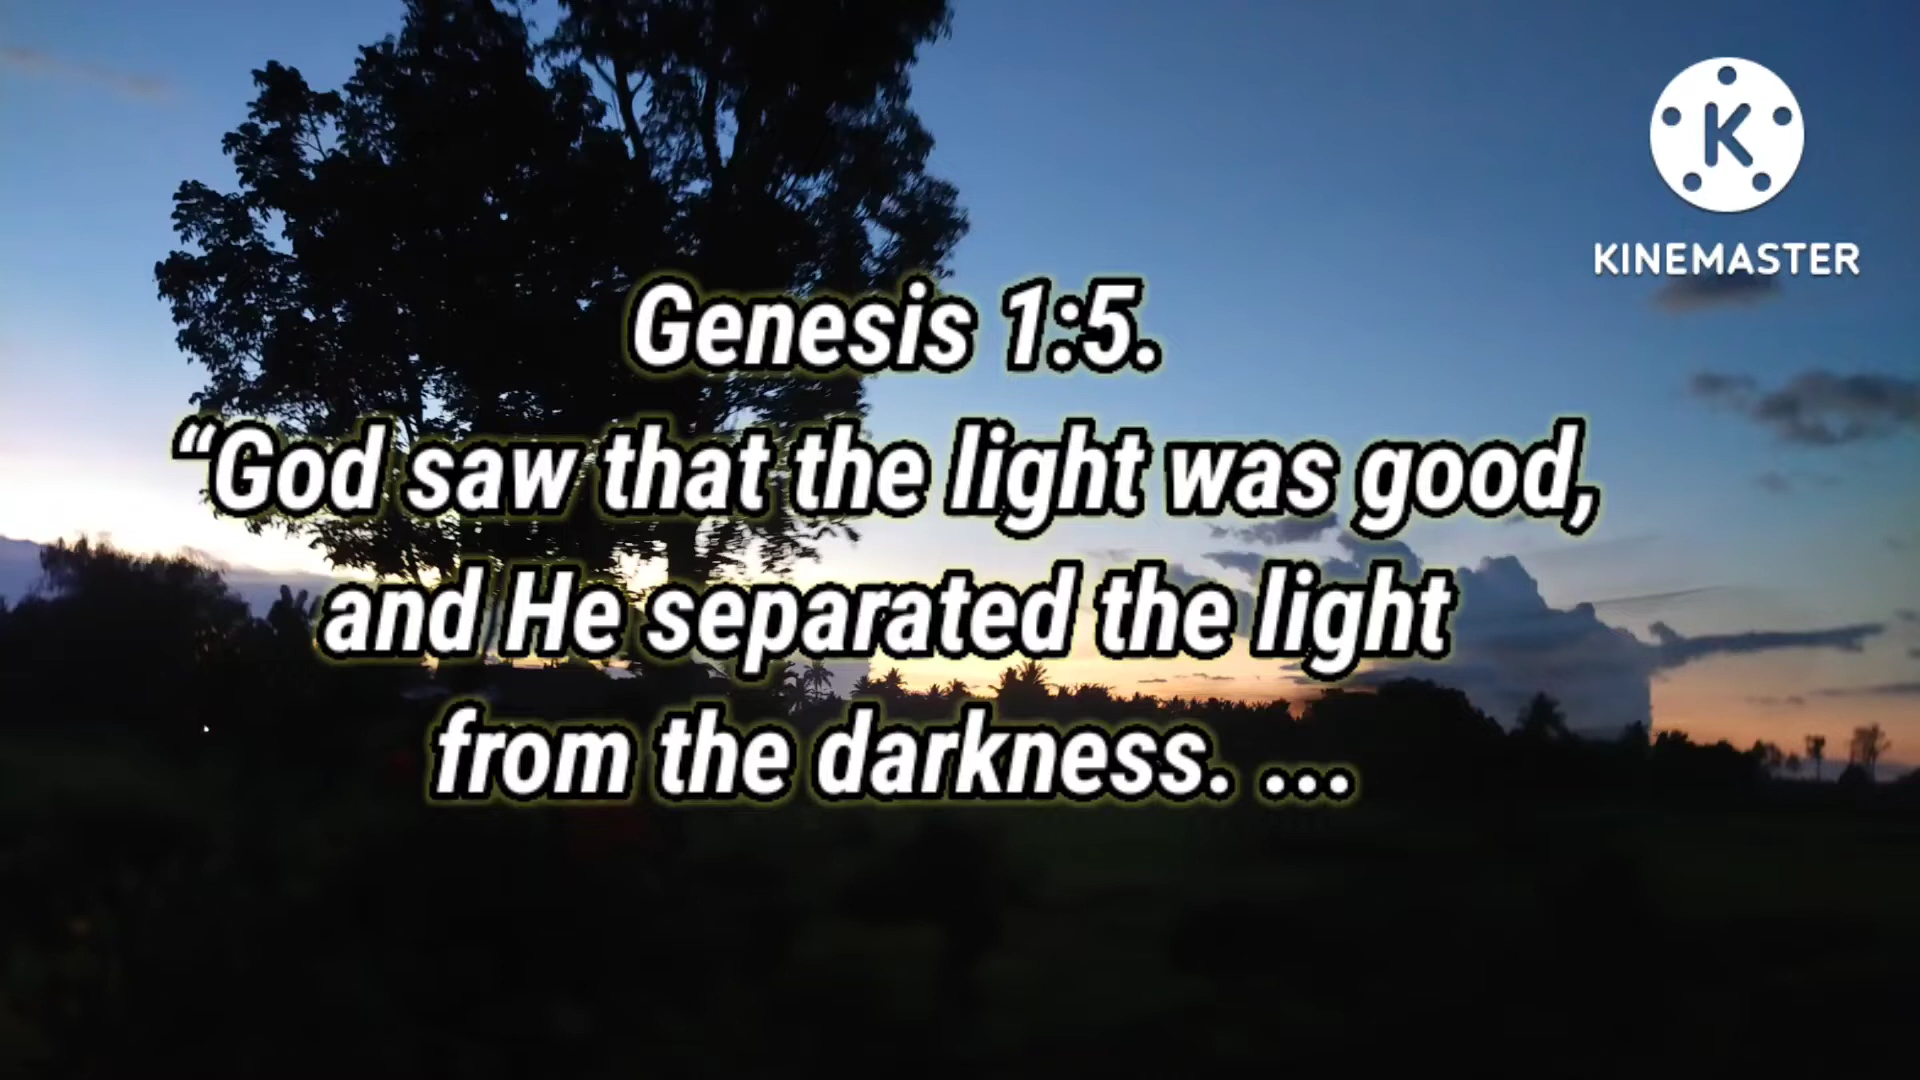 K
KINEMASTER
Genesis 1:5.
“God saw that the light was good,
and He separated the light
from the darkness. ...